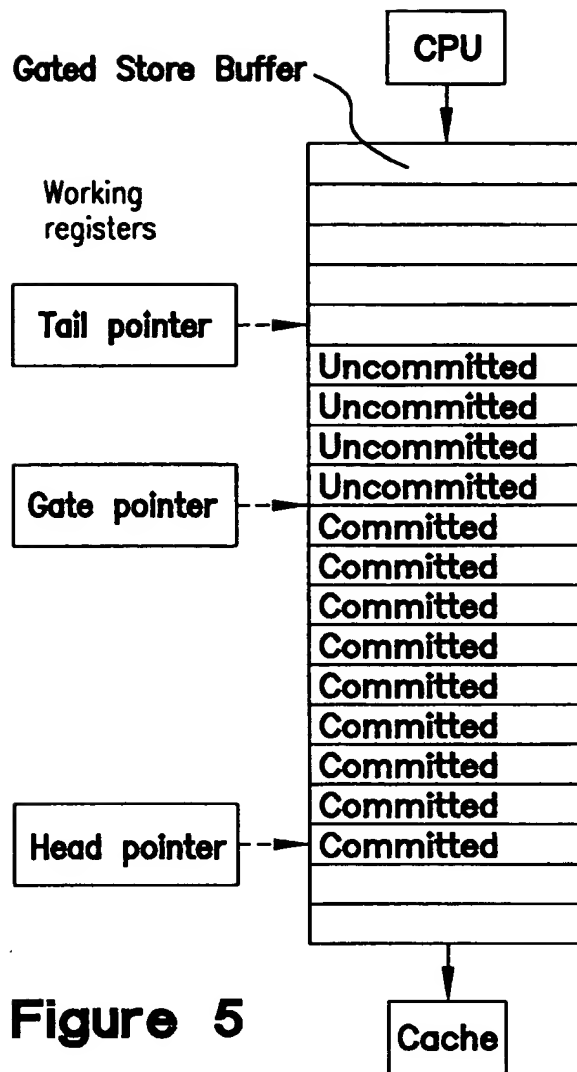 CPU
Gated Store Buffer
Working
registers
Tail pointer
Uncommitted
Uncommitted
Uncommitted
Uncommitted
Gate pointer
Committed
Committed
Committed
Committed
Committed
Committed
Committed
Committed
Head pointer
Committed
Figure 5
Cache